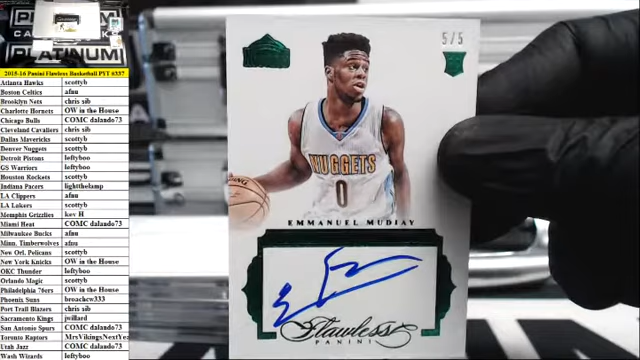 PLATINUM
2015-16 Panini Flawless Basketball PYT #337
Atlanta Hawks scottyb
Boston Celtics afnu
Brooklyn Nets chris sib
Charlotte Hornets OW in the House
Chicago Bulls COMC dalando73
Cleveland Cavaliers chris sib
Dallas Mavericks scottyb
Denver Nuggets scottyb
Detroit Pistons leftyboo
GS Warriors leftyboo
Houston Rockets scottyb
Indiana Pacers lightthelamp
LA Clippers afnu
LA Lakers scottyb
Memphis Grizzlies kev H
Miami Heat COMC dalando73
Milwaukee Bucks afnu
Minn. Timberwolves afnu
New Orl. Pelicans scottyb
New York Knicks OW in the House
OKC Thunder leftyboo
Orlando Magic scottyb
Philadelphia 76ers OW in the House
Phoenix Suns broachcw333
Port Trail Blazers chris sib
Sacramento Kings jwillard
San Antonio Spurs COMC dalando73
Toronto Raptors MrsVikingsNextYea
Utah Jazz COMC dalando73
Wash Wizards leftyboo
5/5
NUGGETS
0
EMMANUEL MUDIAY
Flawless
PANINI